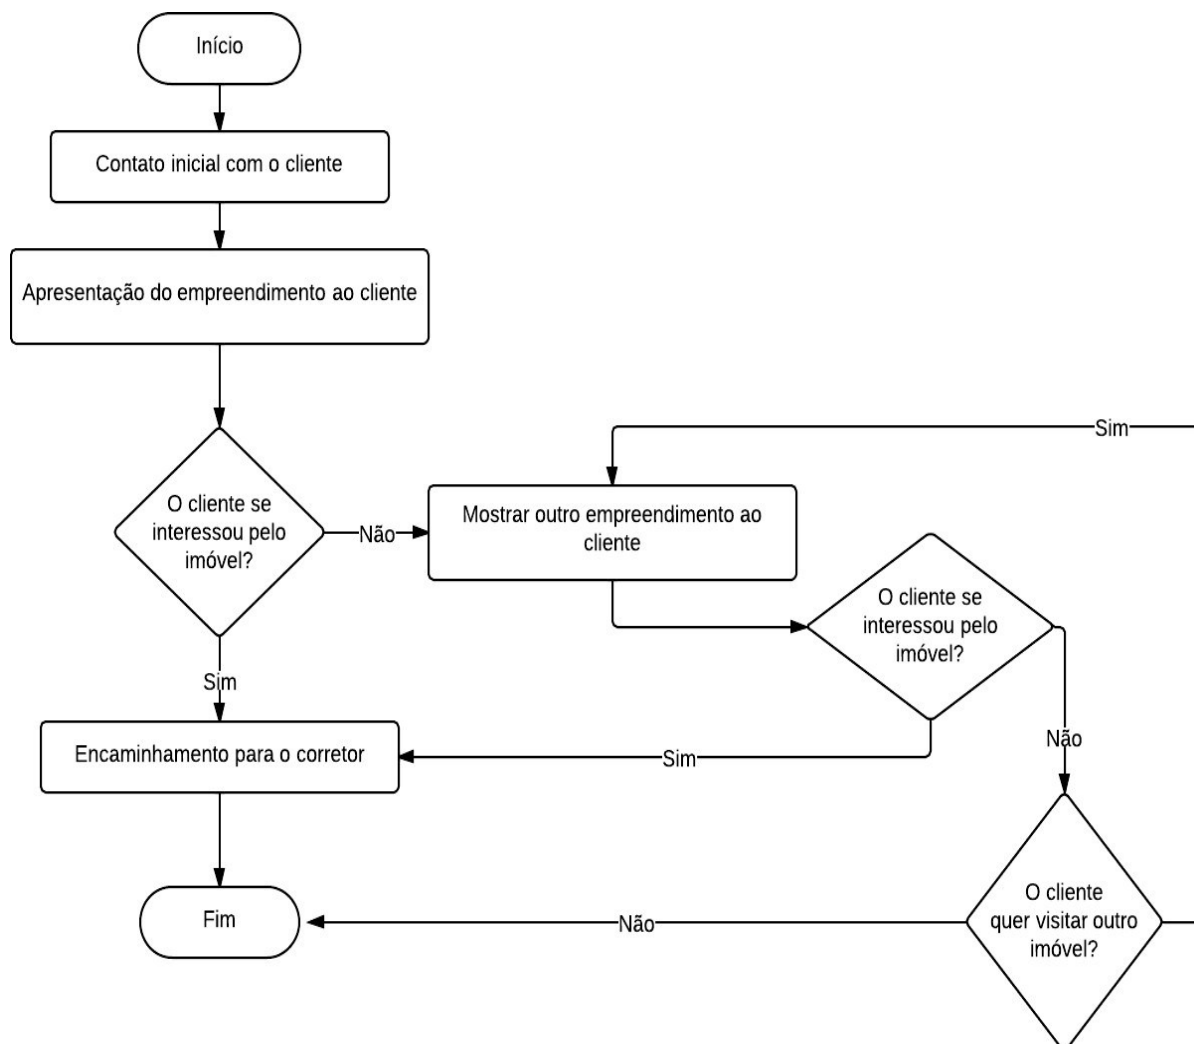 Início
Contato inicial com o cliente
Apresentação do empreendimento ao cliente
O cliente se
interessou pelo
imóvel?
Não
Sim
Mostrar outro empreendimento ao
cliente
Sim
O cliente se
interessou pelo
imóvel?
Sim
Não
Encaminhamento para o corretor
O cliente
quer visitar outro
imóvel?
Não
Fim